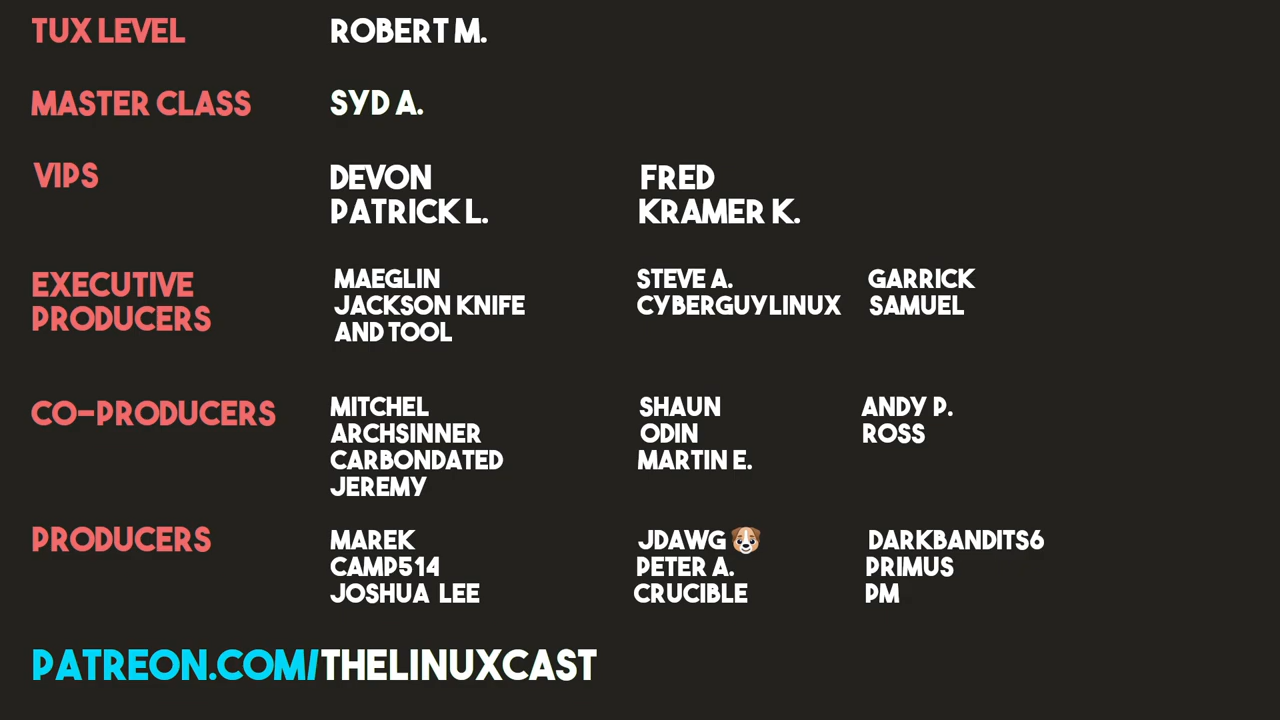 TUX LEVEL ROBERT M.
MASTER CLASS SYD A.
VIPS DEVON FRED
PATRICK L. KRAMER K.
EXECUTIVE MAEGLIN STEVE A. GARRICK
PRODUCERS JACKSON KNIFE CYBERGUYLINUX SAMUEL
AND TOOL
CO-PRODUCERS MITCHEL SHAUN ANDY P.
ARCHSINNER ODIN ROSS
CARBONDATED MARTIN E.
JEREMY
PRODUCERS MAREK JDAWG 🐶 DARKBANDITS6
CAMP514 PETER A. PRIMUS
JOSHUA LEE CRUCIBLE PM
PATREON.COM/THELINUXCAST